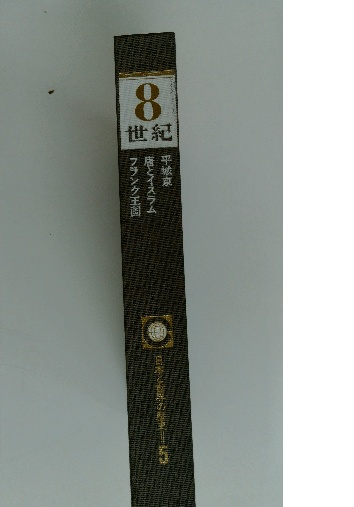 8
世紀
平城京
唐とイスラム
フランク王国
日本と世界の歴史—5